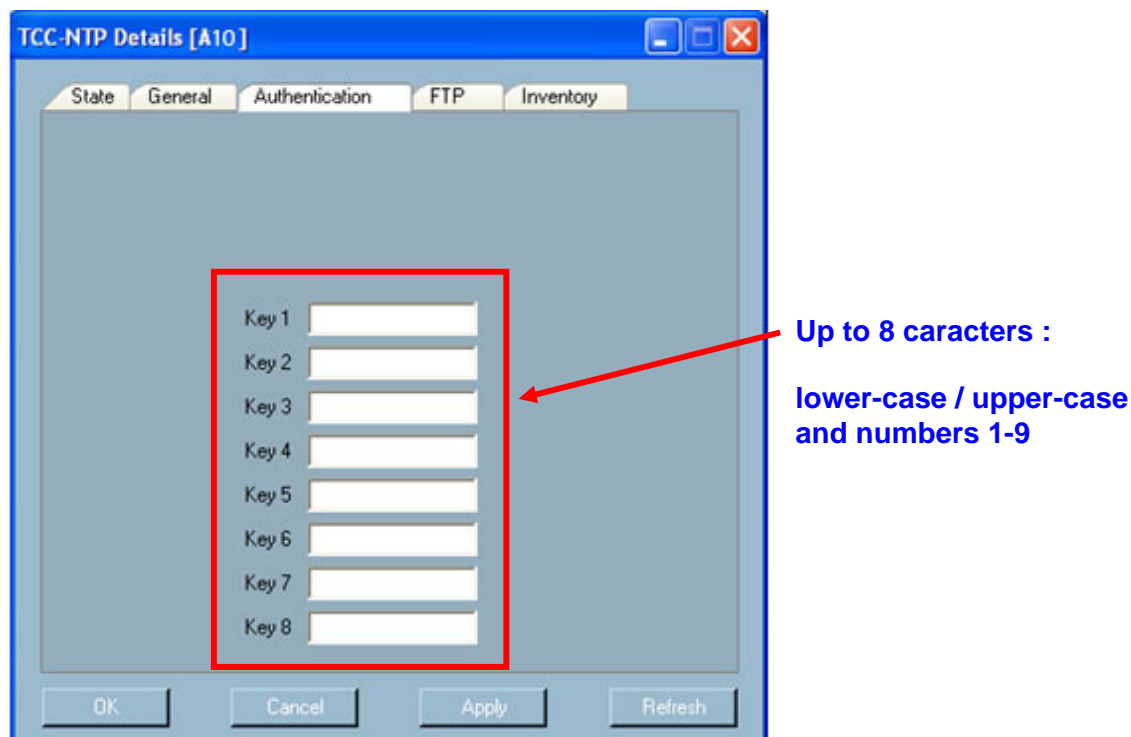 TCC-NTP Details [A10]
State General Authentication FTP Inventory
Key 1
Key 2
Key 3
Key 4
Key 5
Key 6
Key 7
Key 8
Up to 8 caracters :
lower-case / upper-case
and numbers 1-9
OK Cancel Apply Refresh